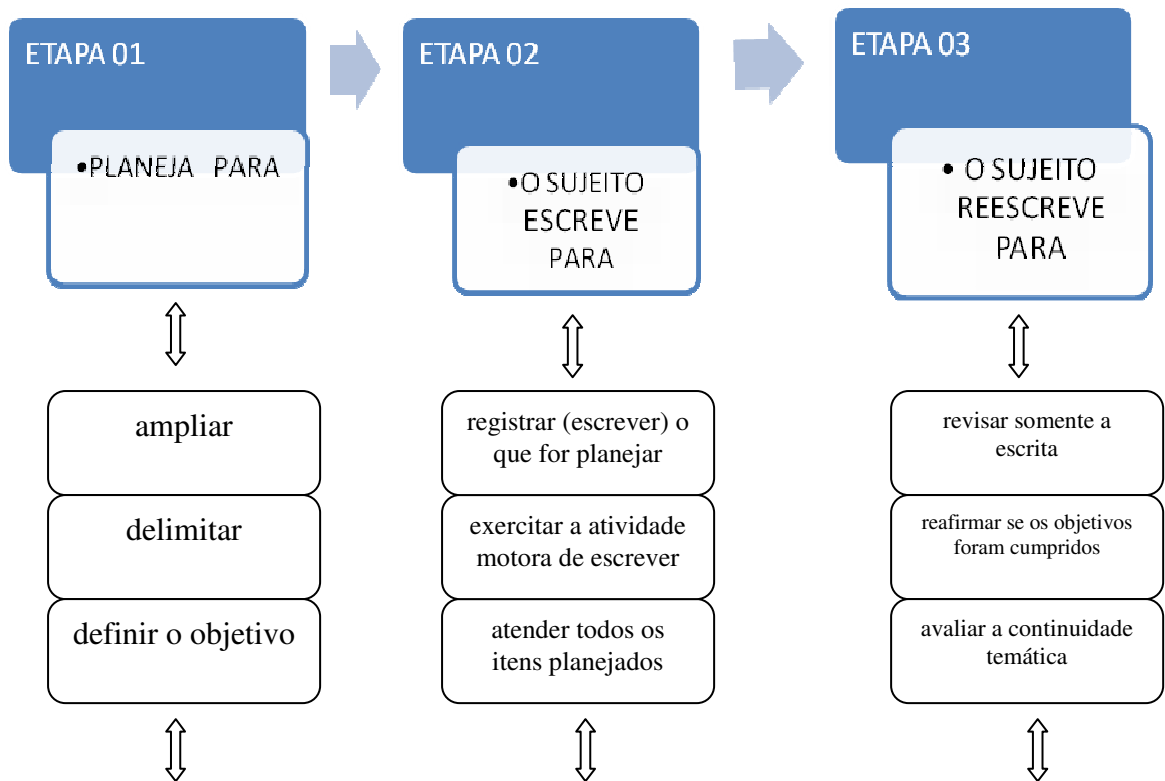 ETAPA 01
•PLANEJA PARA
ampliar
delimitar
definir o objetivo
ETAPA 02
•O SUJEITO
ESCREVE
PARA
registrar (escrever) o
que for planejar
exercitar a atividade
motora de escrever
atender todos os
itens planejados
ETAPA 03
• O SUJEITO
REESCREVE
PARA
revisar somente a
escrita
reafirmar se os objetivos
foram cumpridos
avaliar a continuidade
temática